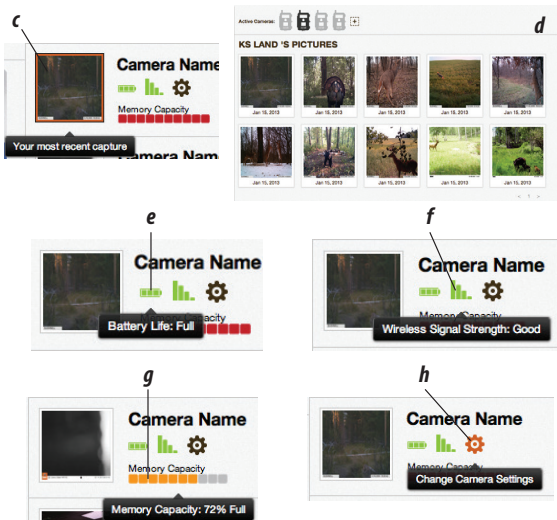 c
Camera Name
Memory Capacity
Your most recent capture
Camera Name
d
Active Cameras:
KS LAND 'S PICTURES
Jan 15, 2013
Jan 15, 2013
Jan 15, 2013
Jan 15, 2013
Jan 15, 2013
Jan 15, 2013
Jan 15, 2013
Jan 15, 2013
Jan 15, 2013
Jan 15, 2013
< 1 >
e
Camera Name
Battery Life: Full
f
Camera Name
Memory Capacity
Wireless Signal Strength: Good
g
Camera Name
Memory Capacity
Memory Capacity: 72% Full
h
Camera Name
Memory Capacity
Change Camera Settings